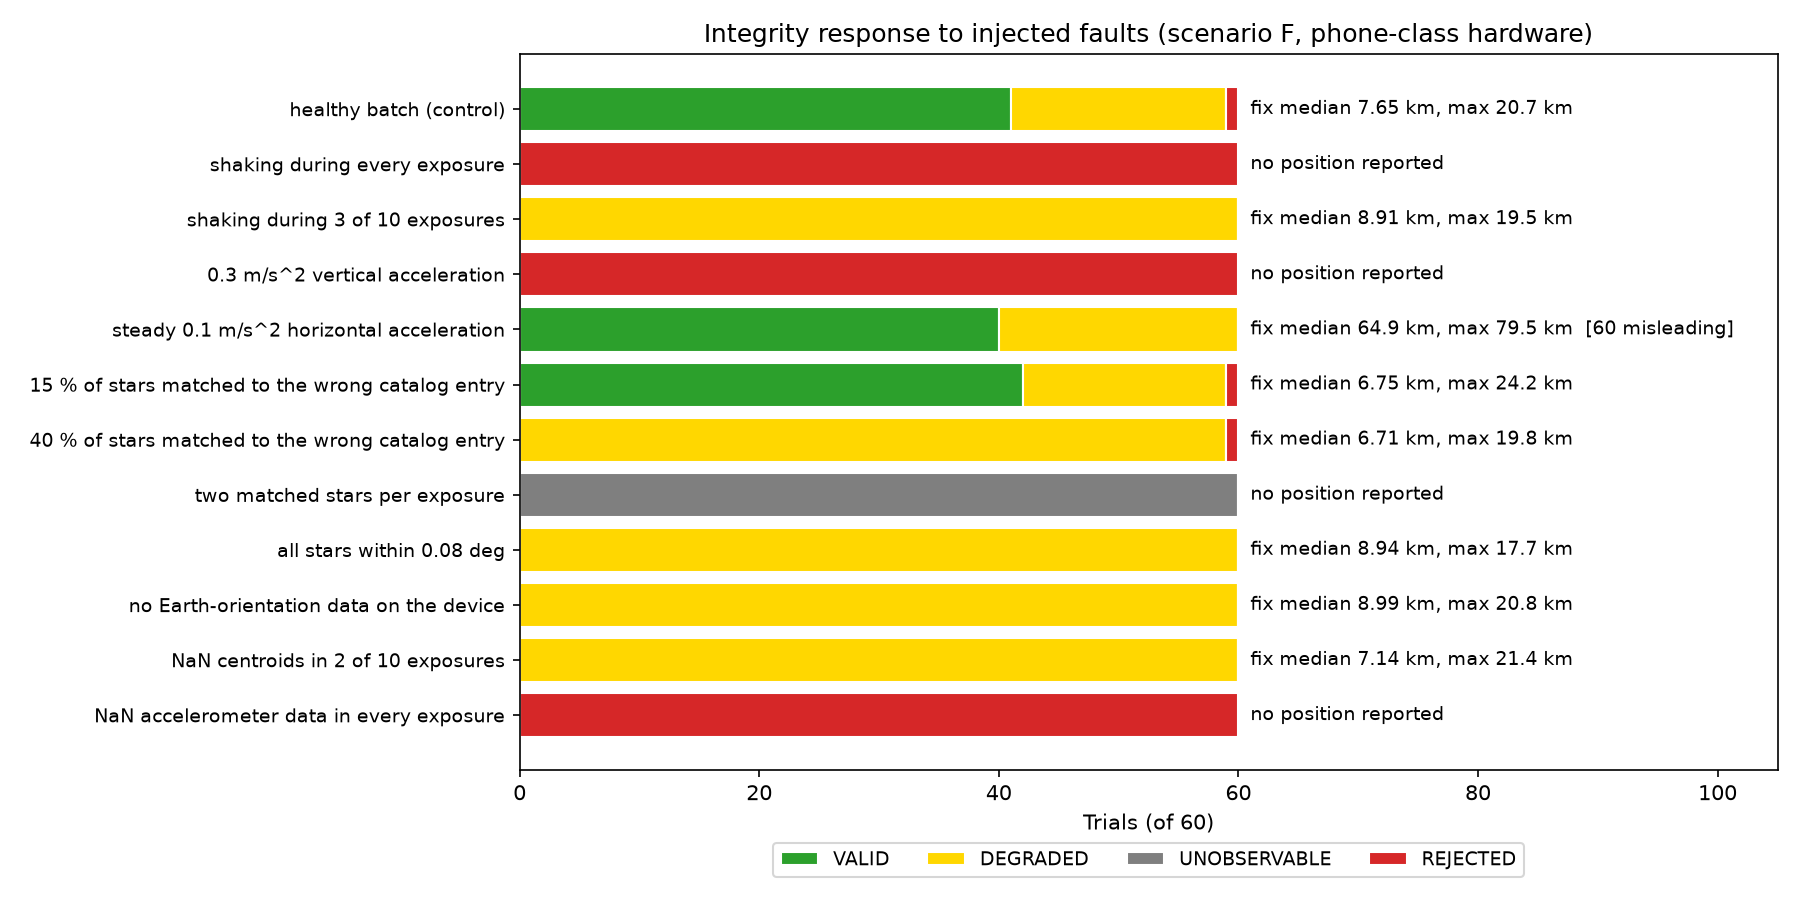 Integrity response to injected faults (scenario F, phone-class hardware)
healthy batch (control) fix median 7.65 km, max 20.7 km
shaking during every exposure no position reported
shaking during 3 of 10 exposures fix median 8.91 km, max 19.5 km
0.3 m/s^2 vertical acceleration no position reported
steady 0.1 m/s^2 horizontal acceleration fix median 64.9 km, max 79.5 km [60 misleading]
15 % of stars matched to the wrong catalog entry fix median 6.75 km, max 24.2 km
40 % of stars matched to the wrong catalog entry fix median 6.71 km, max 19.8 km
two matched stars per exposure no position reported
all stars within 0.08 deg fix median 8.94 km, max 17.7 km
no Earth-orientation data on the device fix median 8.99 km, max 20.8 km
NaN centroids in 2 of 10 exposures fix median 7.14 km, max 21.4 km
NaN accelerometer data in every exposure no position reported
0 20 40 60 80 100
Trials (of 60)
VALID DEGRADED UNOBSERVABLE REJECTED